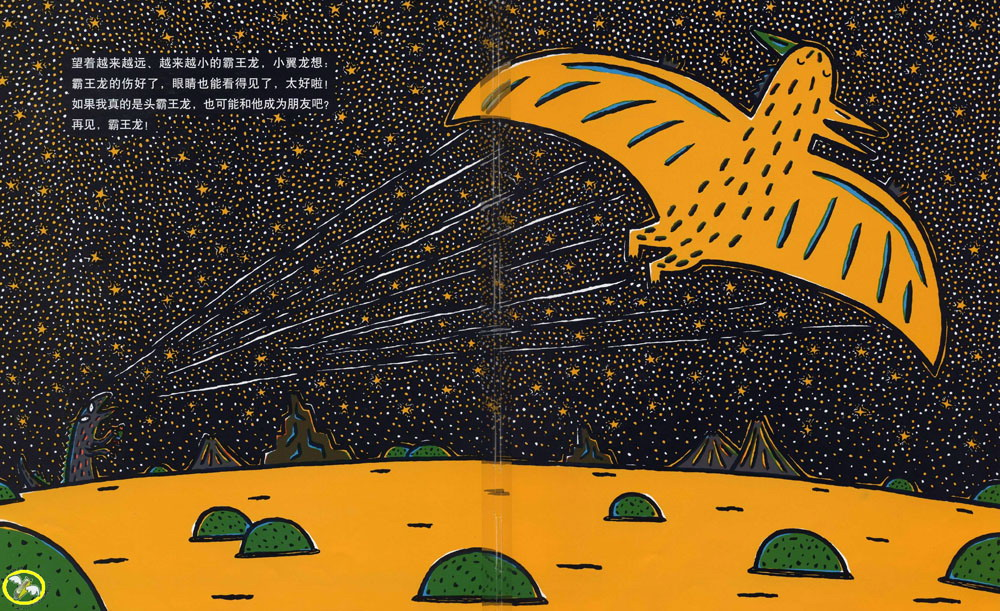 望着越来越远、越来越小的霸王龙，小翼龙想：
霸王龙的伤好了，眼睛也能看得见了，太好啦！
如果我真的是头霸王龙，也可能和他成为朋友吧？
再见，霸王龙！